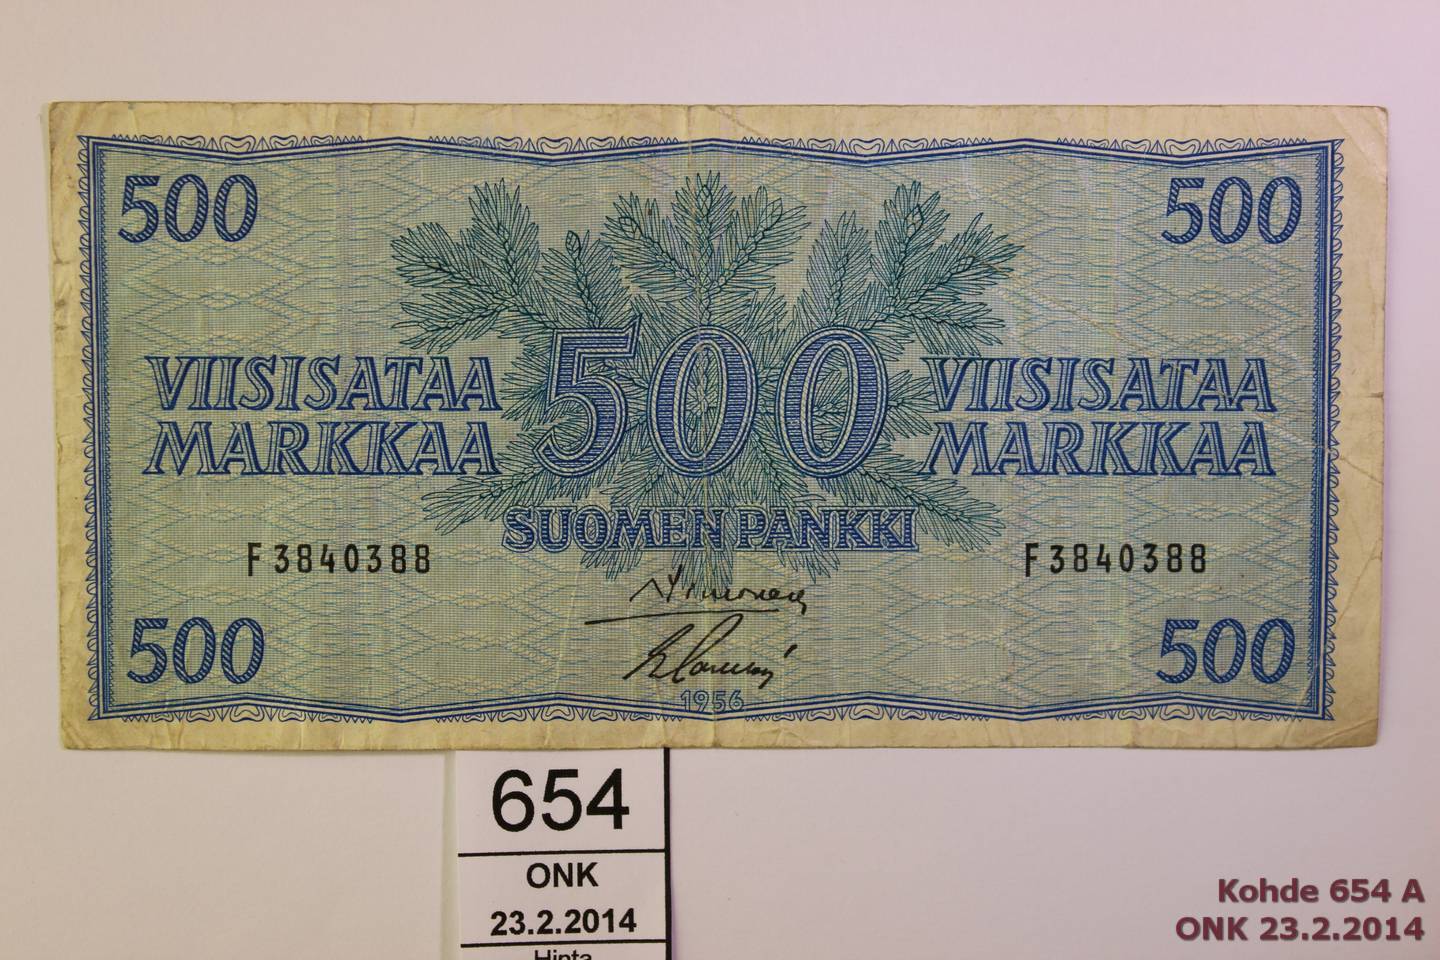 500 500
500
VIISISATAA VIISISATAA
MARKKAA MARKKAA
SUOMEN PANKKI
F3840388 F3840388
500 500
1956
654
ONK
23.2.2014
Hinta
Kohde 654 A
ONK 23.2.2014